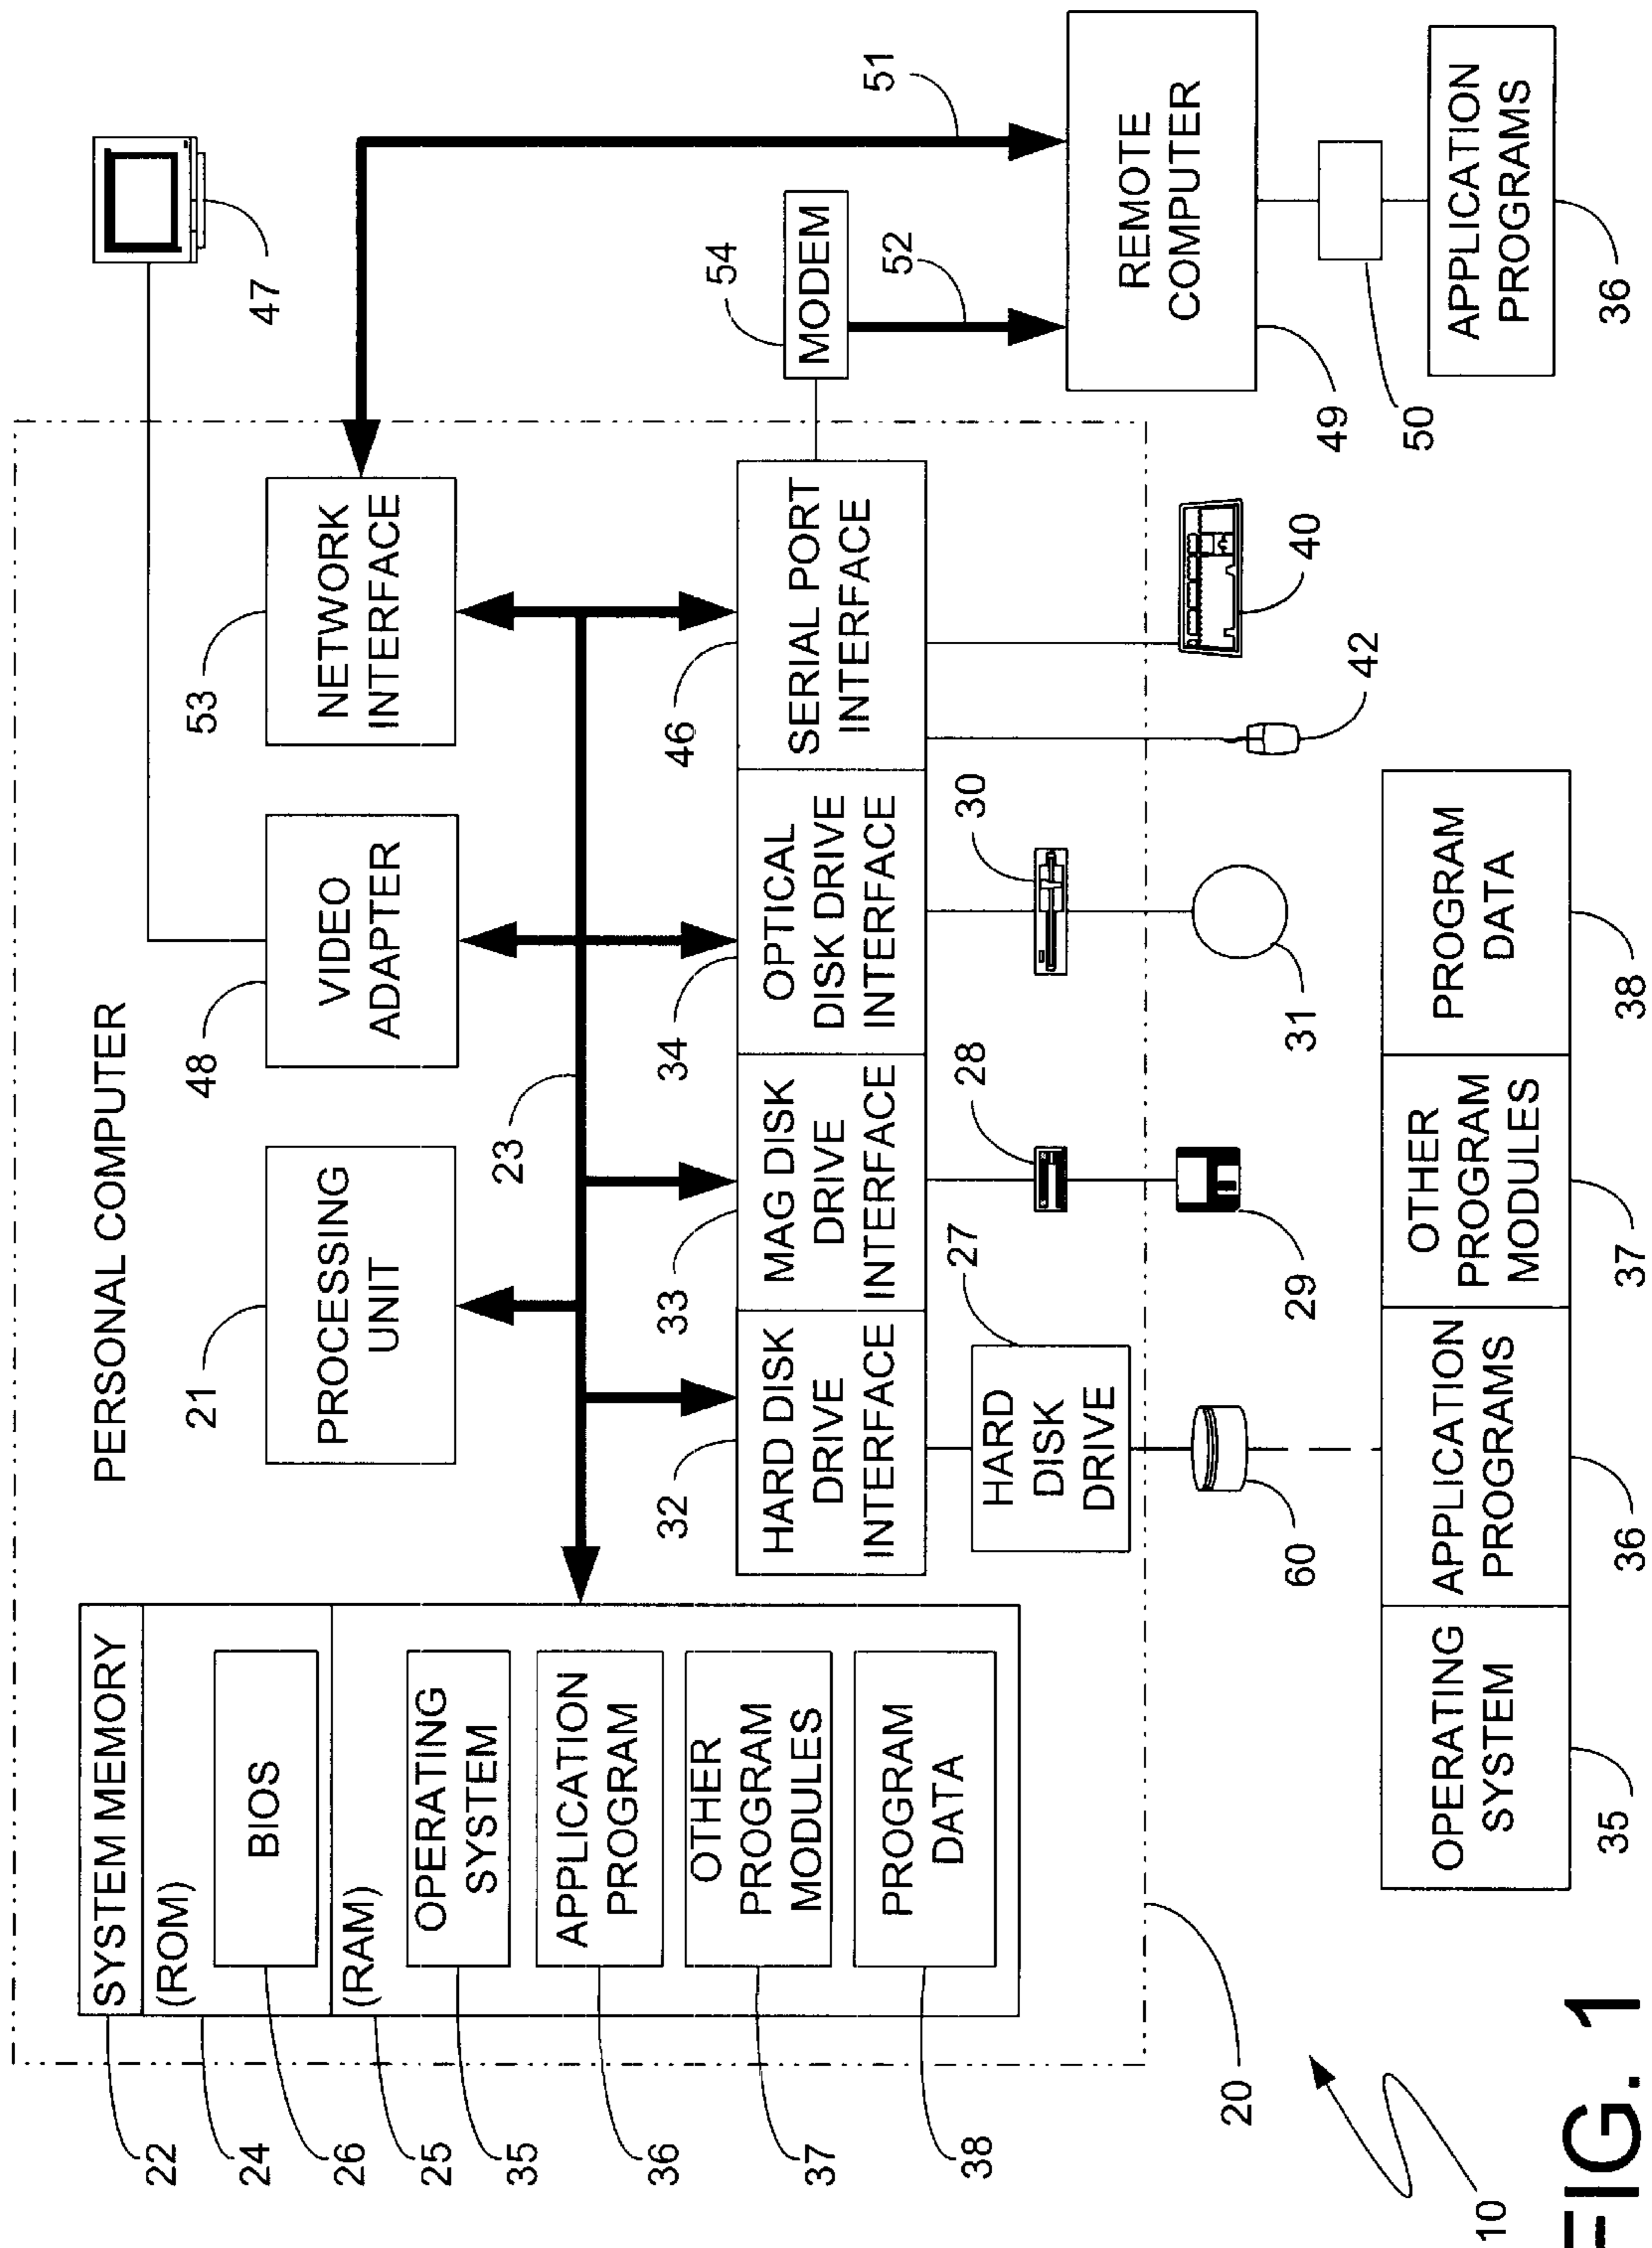 PERSONAL COMPUTER
47
22
SYSTEM MEMORY
24
(ROM)
26
BIOS
25
(RAM)
35
OPERATING
SYSTEM
36
APPLICATION
PROGRAM
37
OTHER
PROGRAM
MODULES
38
PROGRAM
DATA
21
PROCESSING
UNIT
48
VIDEO
ADAPTER
53
NETWORK
INTERFACE
23
51
54
MODEM
52
32
HARD DISK
DRIVE
INTERFACE
33
MAG DISK
DRIVE
INTERFACE
34
OPTICAL
DISK DRIVE
INTERFACE
46
SERIAL PORT
INTERFACE
27
HARD
DISK
DRIVE
28
30
REMOTE
COMPUTER
49
20
60
29
31
42
40
50
OPERATING
SYSTEM
35
APPLICATION
PROGRAMS
36
OTHER
PROGRAM
MODULES
37
PROGRAM
DATA
38
APPLICATION
PROGRAMS
36
10
FIG. 1